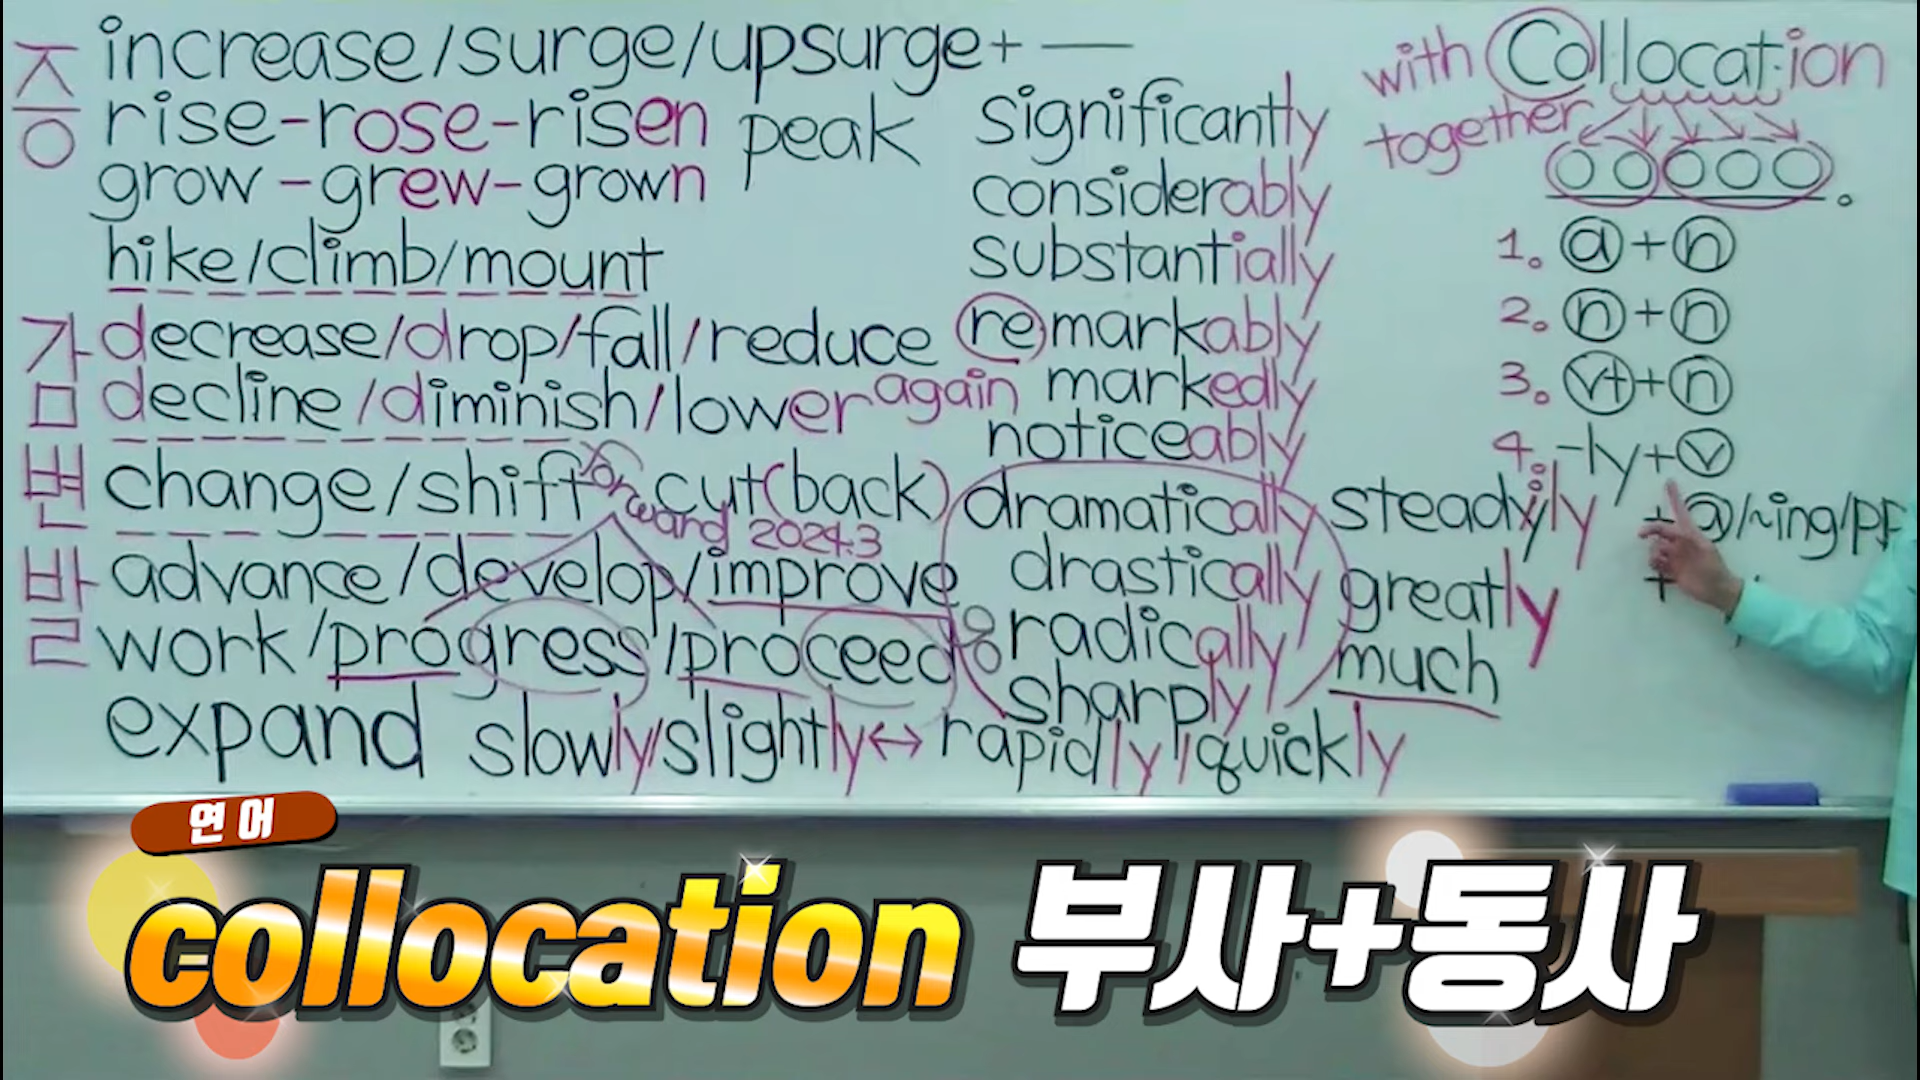 증 increase/surge/upsurge+ —
rise-rose-risen peak
grow-grew-grown
hike/climb/mount
감 decrease/drop/fall/reduce
decline/diminish/lower again
변 change/shift forward cut(back)
2024.3
발 advance/develop/improve
work/progress/proceed
expand slowly/slightly↔rapidly/quickly
significantly
considerably
substantially
remarkably
markedly
noticeably
dramatically
drastically
radically
sharply
steadyily
greatly
much
with Collocation
together
1. a+n
2. n+n
3. vt+n
4. -ly+v
+a/~ing/pp
+
연어
collocation 부사+동사